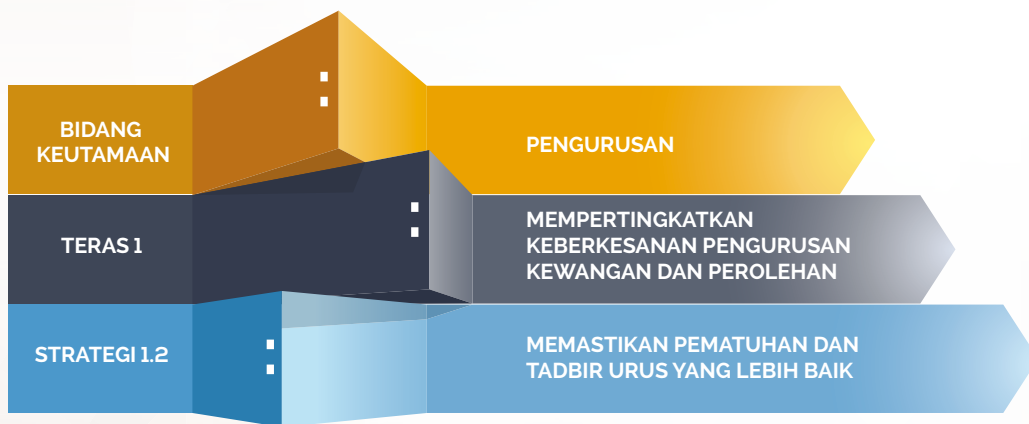 BIDANG
KEUTAMAAN
PENGURUSAN
TERAS 1
MEMPERTINGKATKAN
KEBERKESANAN PENGURUSAN
KEWANGAN DAN PEROLEHAN
STRATEGI 1.2
MEMASTIKAN PEMATUHAN DAN
TADBIR URUS YANG LEBIH BAIK